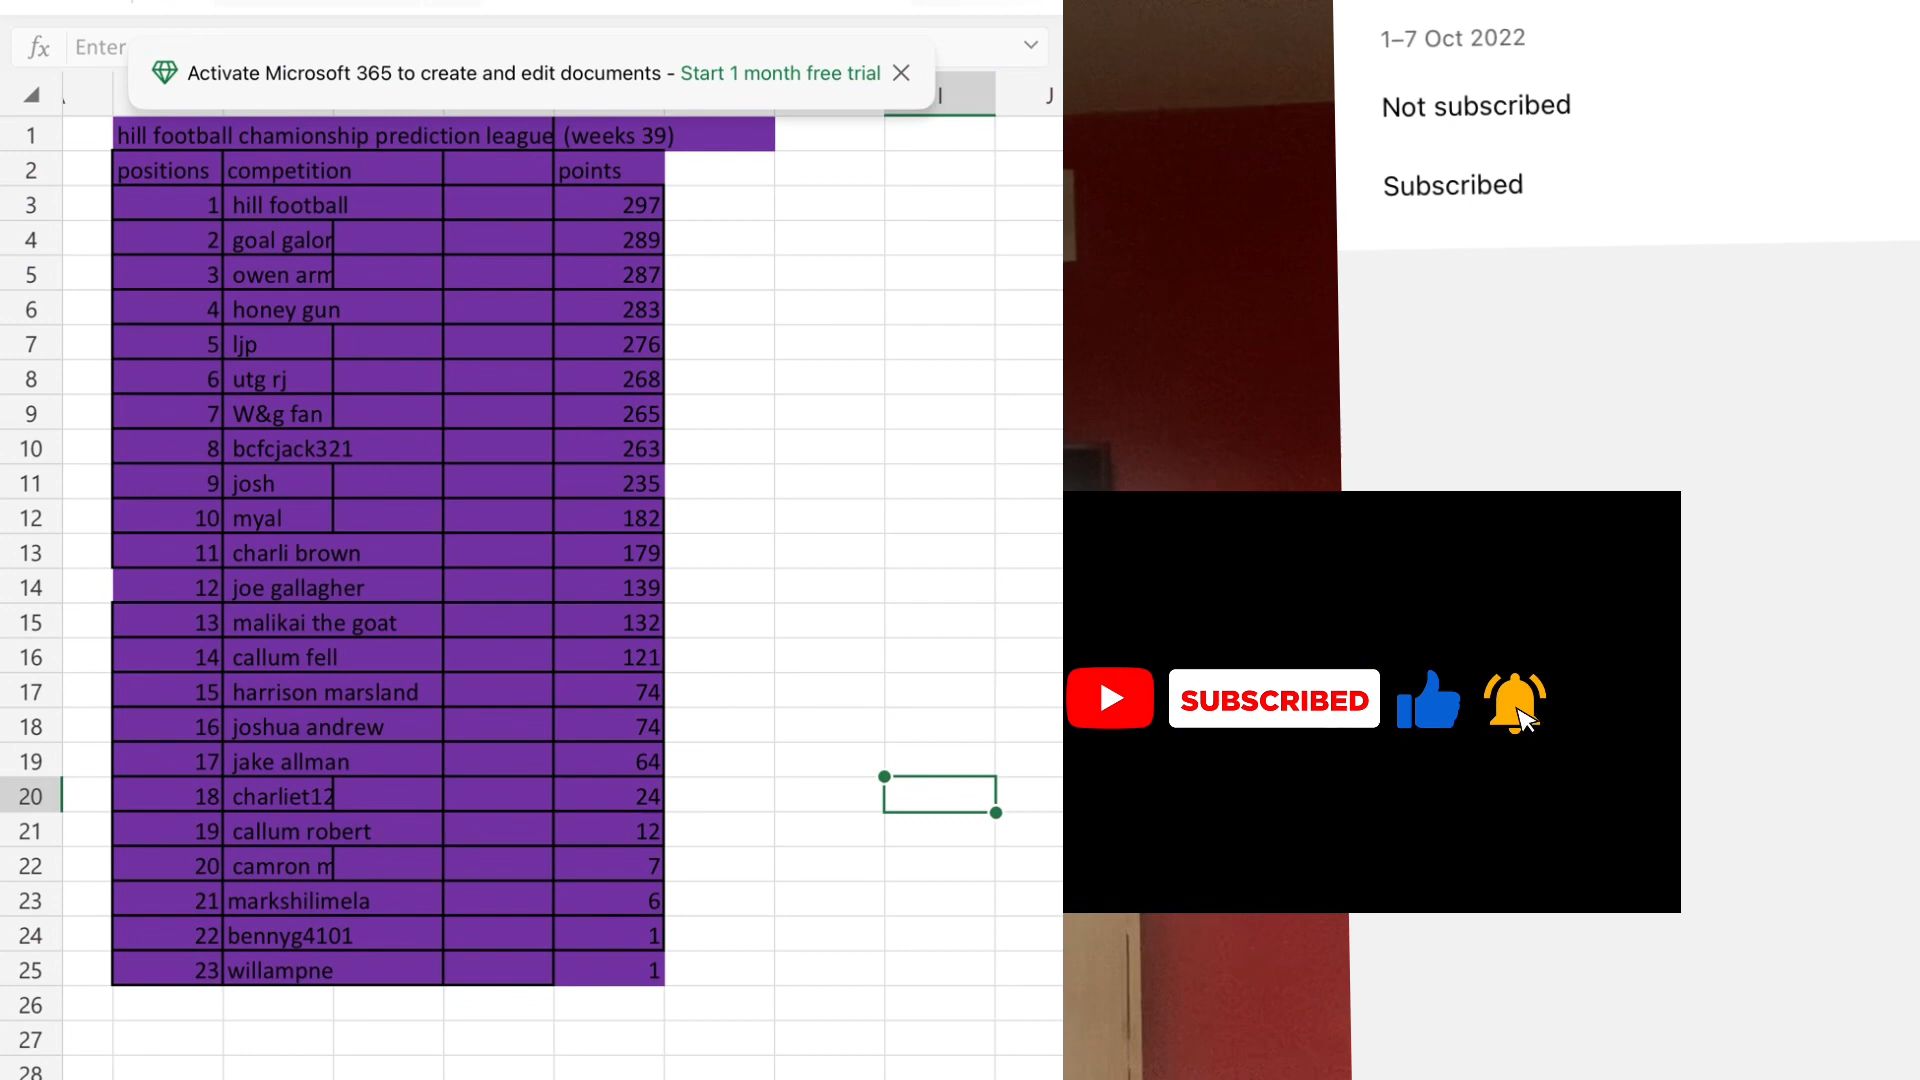 fx Enter
Activate Microsoft 365 to create and edit documents - Start 1 month free trial
I J
1 hill football chamionship prediction league (weeks 39)
2 positions competition points
3 1 hill football 297
4 2 goal galor 289
5 3 owen arm 287
6 4 honey gun 283
7 5 ljp 276
8 6 utg rj 268
9 7 W&g fan 265
10 8 bcfcjack321 263
11 9 josh 235
12 10 myal 182
13 11 charli brown 179
14 12 joe gallagher 139
15 13 malikai the goat 132
16 14 callum fell 121
17 15 harrison marsland 74
18 16 joshua andrew 74
19 17 jake allman 64
20 18 charliet12 24
21 19 callum robert 12
22 20 camron m 7
23 21 markshilimela 6
24 22 bennyg4101 1
25 23 willampne 1
26
27
28
1–7 Oct 2022
Not subscribed
Subscribed
SUBSCRIBED